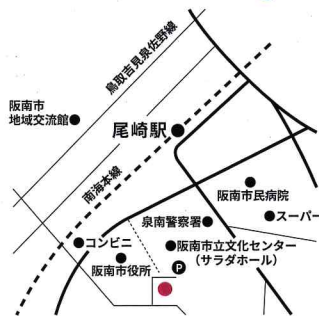 鳥取吉見泉佐野線
阪南市
地域交流館
尾崎駅
南海本線
阪南市民病院
スーパー
泉南警察署
コンビニ
阪南市立文化センター
(サラダホール)
阪南市役所
P